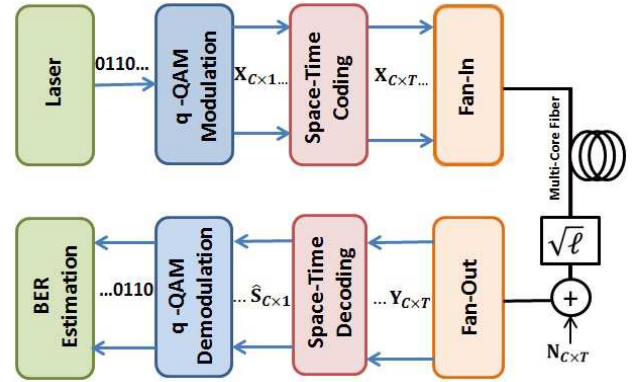 Laser
0110...
q -QAM
Modulation
X_{C×1...}
Space-Time
Coding
X_{C×T...}
Fan-In
Multi-Core Fiber
√ℓ
+
N_{C×T}
Fan-Out
... Y_{C×T}
Space-Time
Decoding
... Ŝ_{C×1}
q -QAM
Demodulation
...0110
BER
Estimation